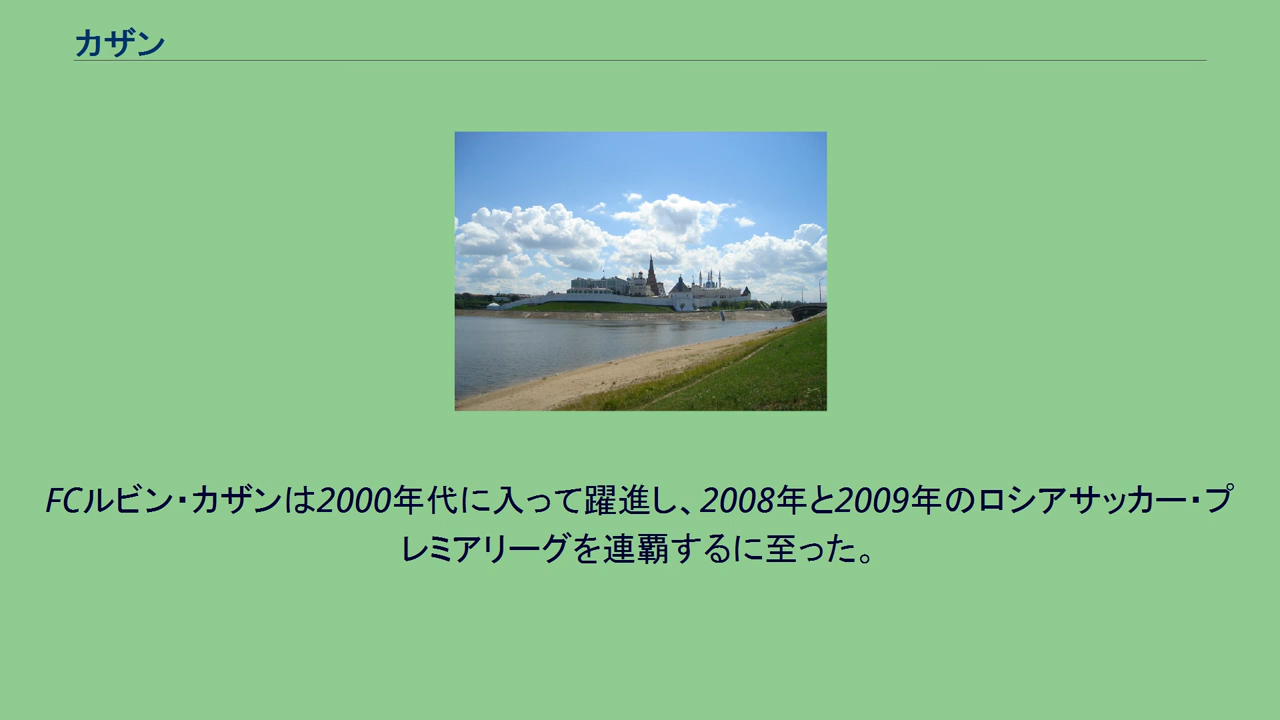 カザン
FCルビン・カザンは2000年代に入って躍進し、2008年と2009年のロシアサッカー・プ
レミアリーグを連覇するに至った。